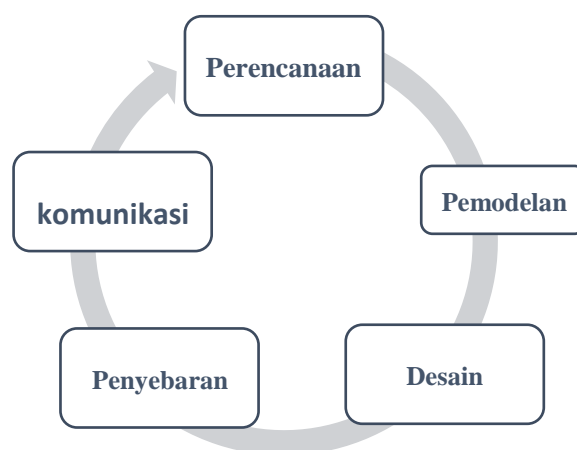 Perencanaan
Pemodelan
Desain
Penyebaran
komunikasi